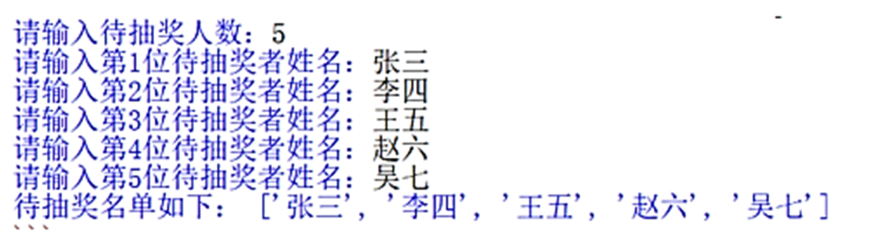 请输入待抽奖人数：5
请输入第1位待抽奖者姓名：张三
请输入第2位待抽奖者姓名：李四
请输入第3位待抽奖者姓名：王五
请输入第4位待抽奖者姓名：赵六
请输入第5位待抽奖者姓名：吴七
待抽奖名单如下： ['张三', '李四', '王五', '赵六', '吴七']